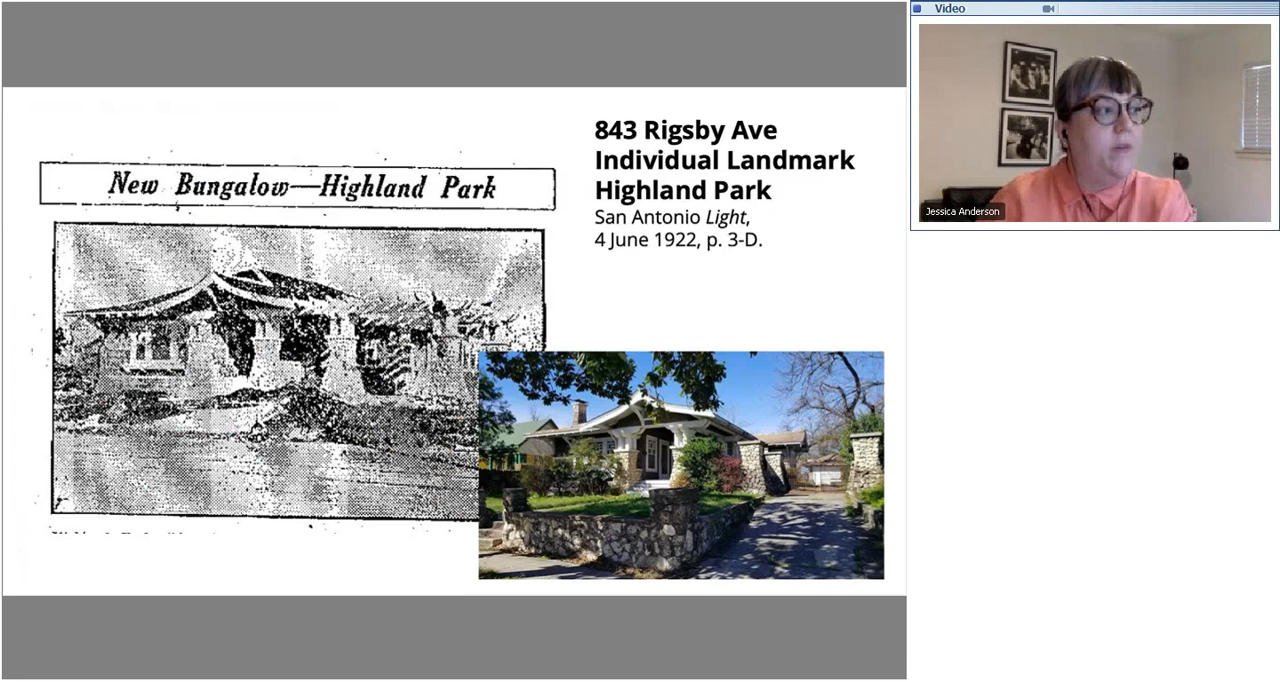 New Bungalow—Highland Park
843 Rigsby Ave
Individual Landmark
Highland Park
San Antonio Light,
4 June 1922, p. 3-D.
Video
Jessica Anderson